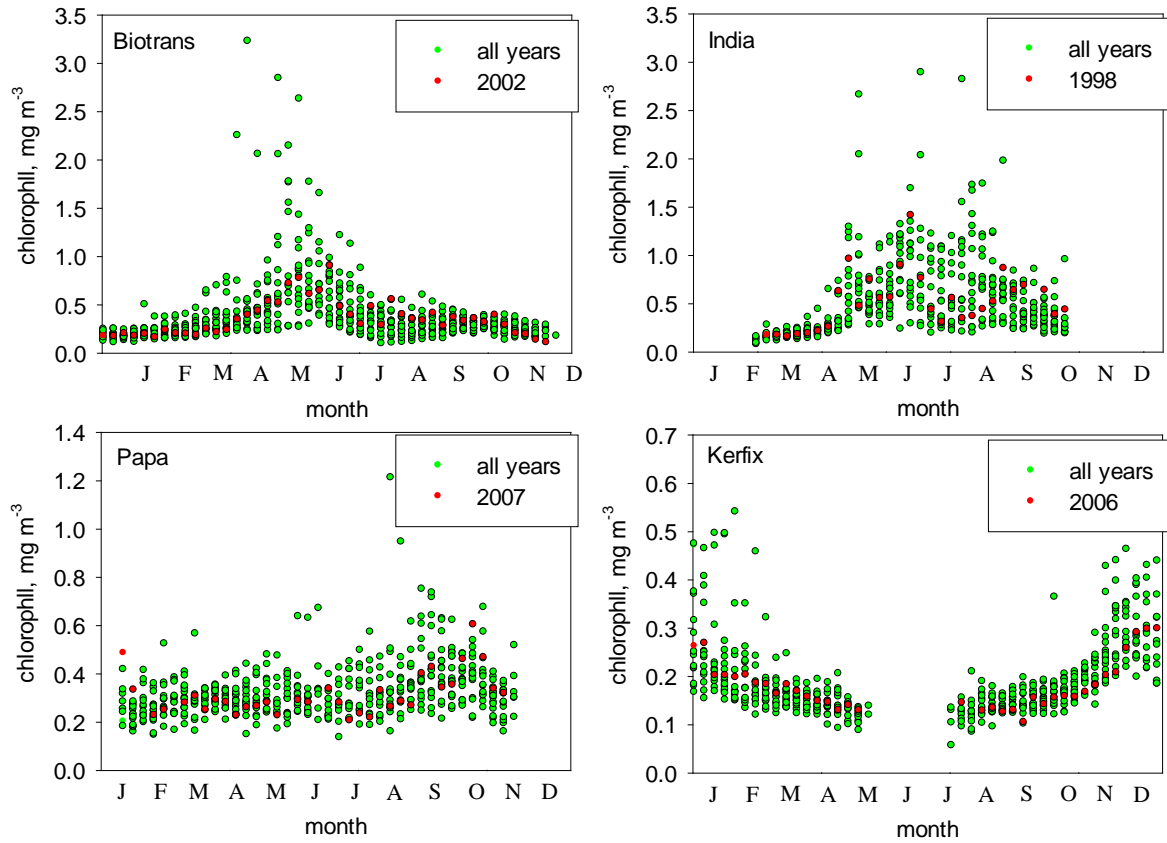 Biotrans
all years
2002
3.5
3.0
2.5
2.0
1.5
1.0
0.5
0.0
chlorophll, mg m⁻³
J F M A M J J A S O N D
month
India
all years
1998
3.5
3.0
2.5
2.0
1.5
1.0
0.5
0.0
chlorophll, mg m⁻³
J F M A M J J A S O N D
month
Papa
all years
2007
1.4
1.2
1.0
0.8
0.6
0.4
0.2
0.0
chlorophll, mg m⁻³
J F M A M J J A S O N D
month
Kerfix
all years
2006
0.7
0.6
0.5
0.4
0.3
0.2
0.1
0.0
chlorophll, mg m⁻³
J F M A M J J A S O N D
month